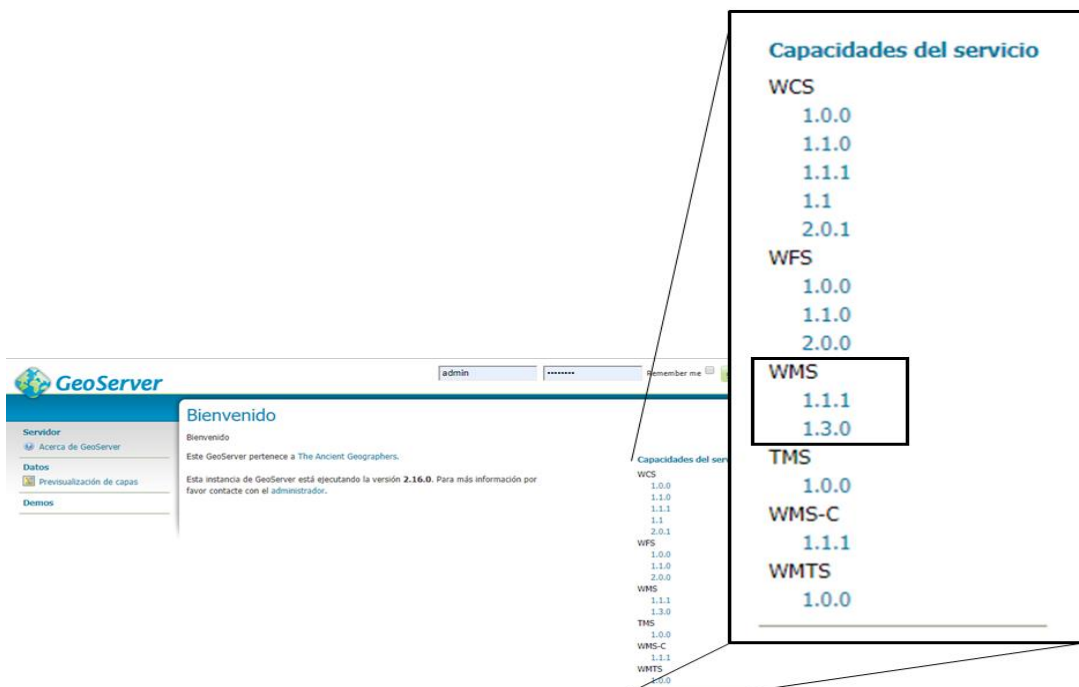 GeoServer
admin
••••••••
Remember me
Servidor
Acerca de GeoServer
Datos
Previsualización de capas
Demos
Bienvenido
Bienvenido
Este GeoServer pertenece a The Ancient Geographers.
Esta instancia de GeoServer está ejecutando la versión 2.16.0. Para más información por
favor contacte con el administrador.
Capacidades del ser
WCS
1.0.0
1.1.0
1.1.1
1.1
2.0.1
WFS
1.0.0
1.1.0
2.0.0
WMS
1.1.1
1.3.0
TMS
1.0.0
WMS-C
1.1.1
WMTS
1.0.0
Capacidades del servicio
WCS
1.0.0
1.1.0
1.1.1
1.1
2.0.1
WFS
1.0.0
1.1.0
2.0.0
WMS
1.1.1
1.3.0
TMS
1.0.0
WMS-C
1.1.1
WMTS
1.0.0